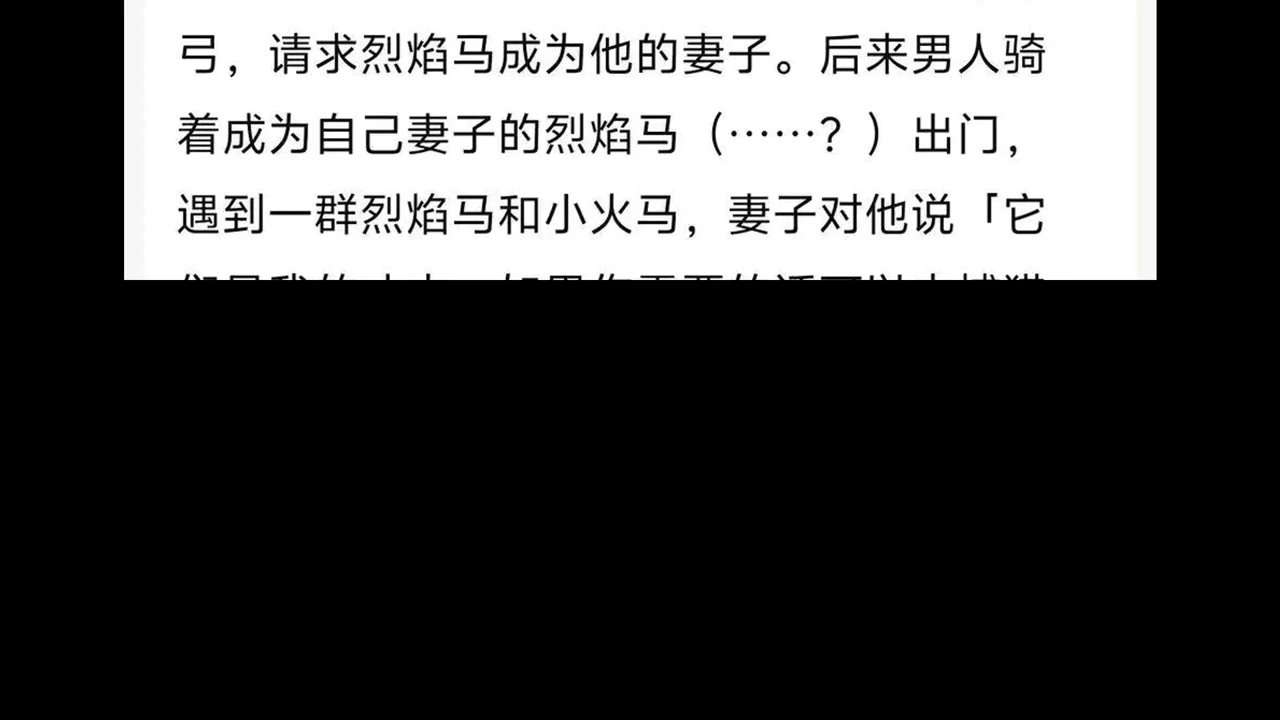 弓，请求烈焰马成为他的妻子。后来男人骑
着成为自己妻子的烈焰马（……？）出门，
遇到一群烈焰马和小火马，妻子对他说「它